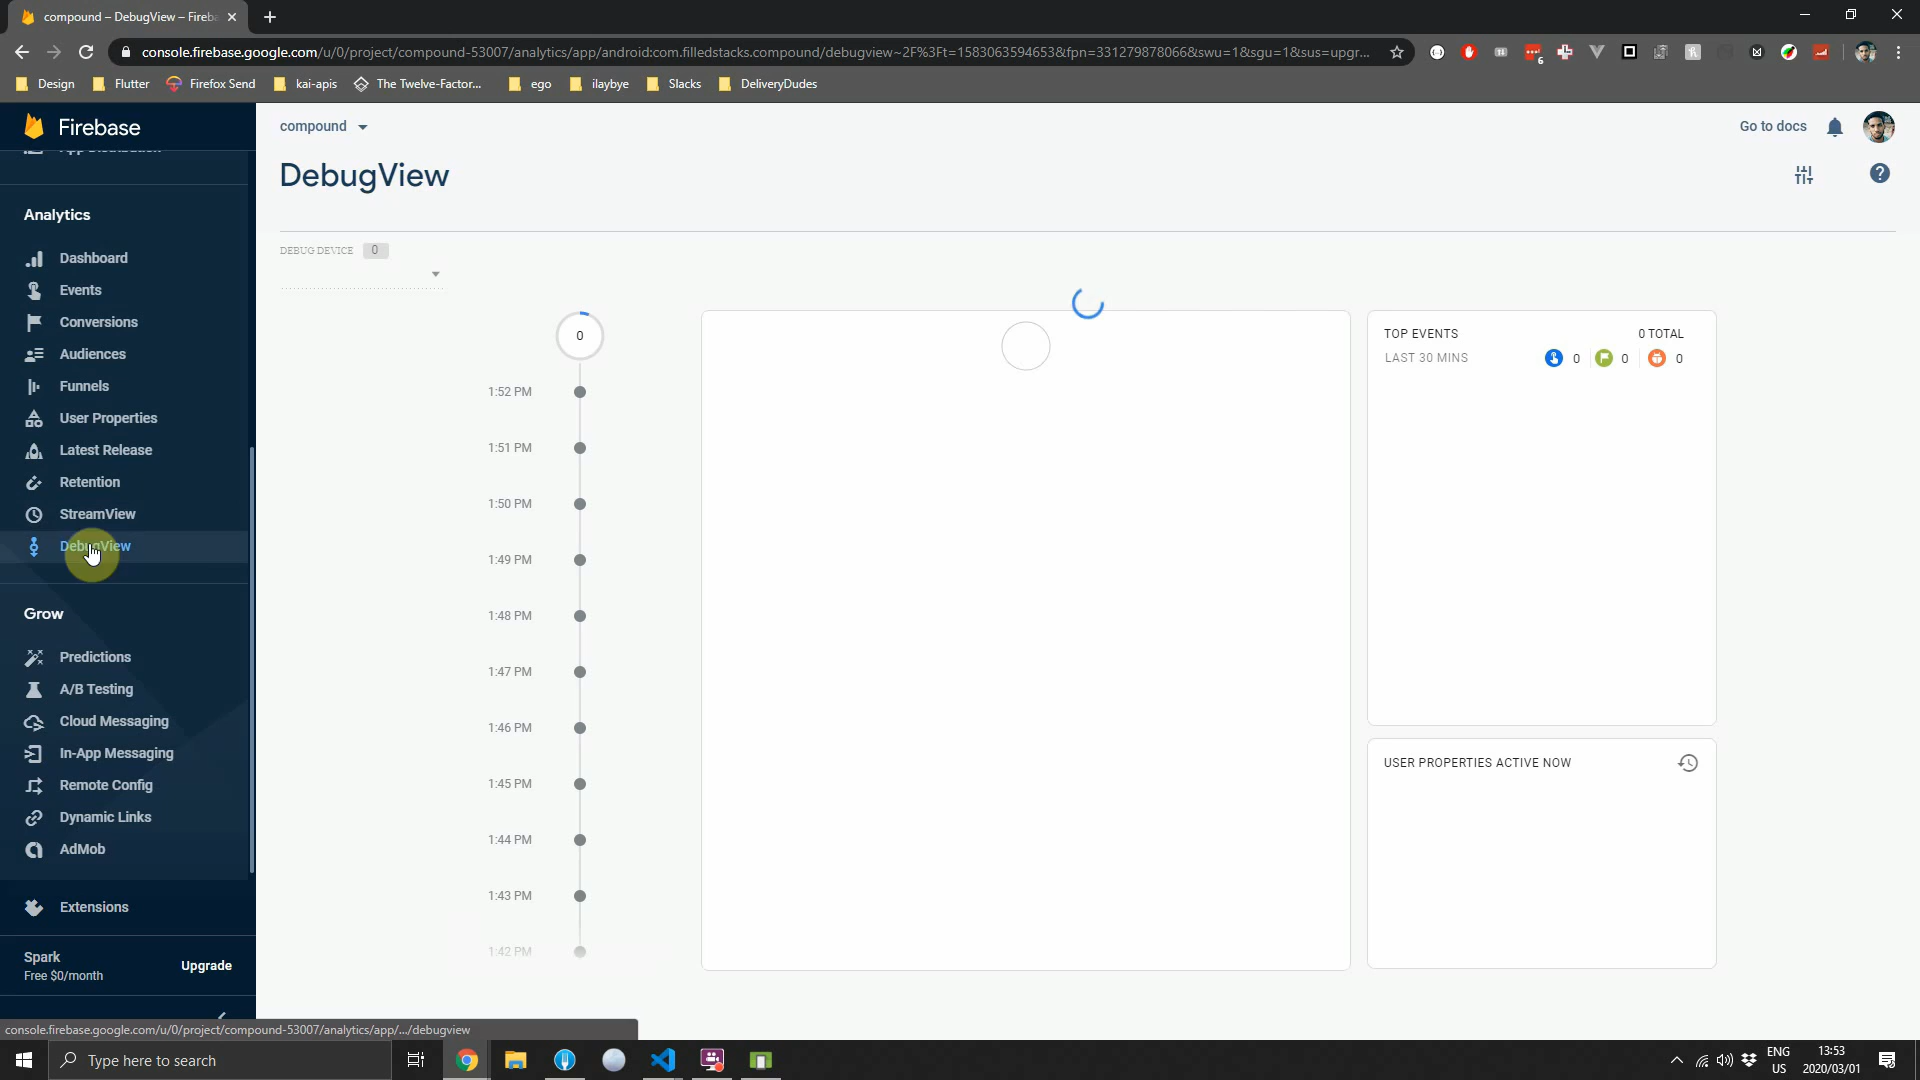 compound – DebugView – Fireba
console.firebase.google.com/u/0/project/compound-53007/analytics/app/android:com.filledstacks.compound/debugview~2F%3Ft=1583063594653&fpn=331279878066&swu=1&sgu=1&sus=upgr...
6
Design
Flutter
Firefox Send
kai-apis
The Twelve-Factor...
ego
ilaybye
Slacks
DeliveryDudes
Firebase
compound
Go to docs
App Distribution
DebugView
Analytics
DEBUG DEVICE 0
Dashboard
Events
Conversions
Audiences
Funnels
User Properties
Latest Release
Retention
StreamView
DebugView
Grow
Predictions
A/B Testing
Cloud Messaging
In-App Messaging
Remote Config
Dynamic Links
AdMob
Extensions
Spark
Free $0/month
Upgrade
0
1:52 PM
1:51 PM
1:50 PM
1:49 PM
1:48 PM
1:47 PM
1:46 PM
1:45 PM
1:44 PM
1:43 PM
1:42 PM
TOP EVENTS 0 TOTAL
LAST 30 MINS 0 0 0
USER PROPERTIES ACTIVE NOW
console.firebase.google.com/u/0/project/compound-53007/analytics/app/.../debugview
Type here to search
ENG
US
13:53
2020/03/01